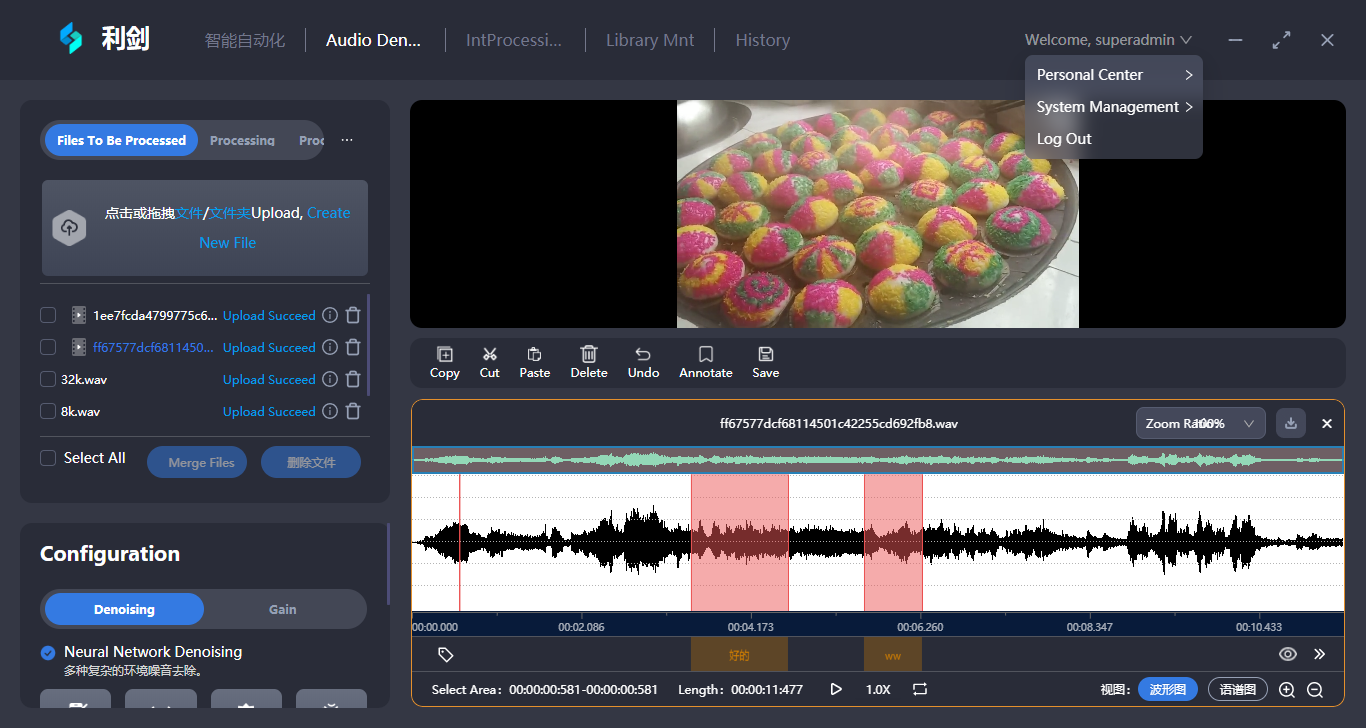 利剑
智能自动化
Audio Den...
IntProcessi...
Library Mnt
History
Welcome, superadmin
Personal Center
System Management
Log Out
Files To Be Processed
Processing
Proc
...
点击或拖拽文件/文件夹Upload, Create
New File
1ee7fcda4799775c6... Upload Succeed
ff67577dcf6811450... Upload Succeed
32k.wav Upload Succeed
8k.wav Upload Succeed
Select All
Merge Files
删除文件
Configuration
Denoising
Gain
Neural Network Denoising
多种复杂的环境噪音去除。
Copy
Cut
Paste
Delete
Undo
Annotate
Save
ff67577dcf68114501c42255cd692fb8.wav
Zoom Ratio 100%
00:00.000
00:02.086
00:04.173
00:06.260
00:08.347
00:10.433
好的
ww
Select Area： 00:00:00:581-00:00:00:581
Length： 00:00:11:477
1.0X
视图：
波形图
语谱图